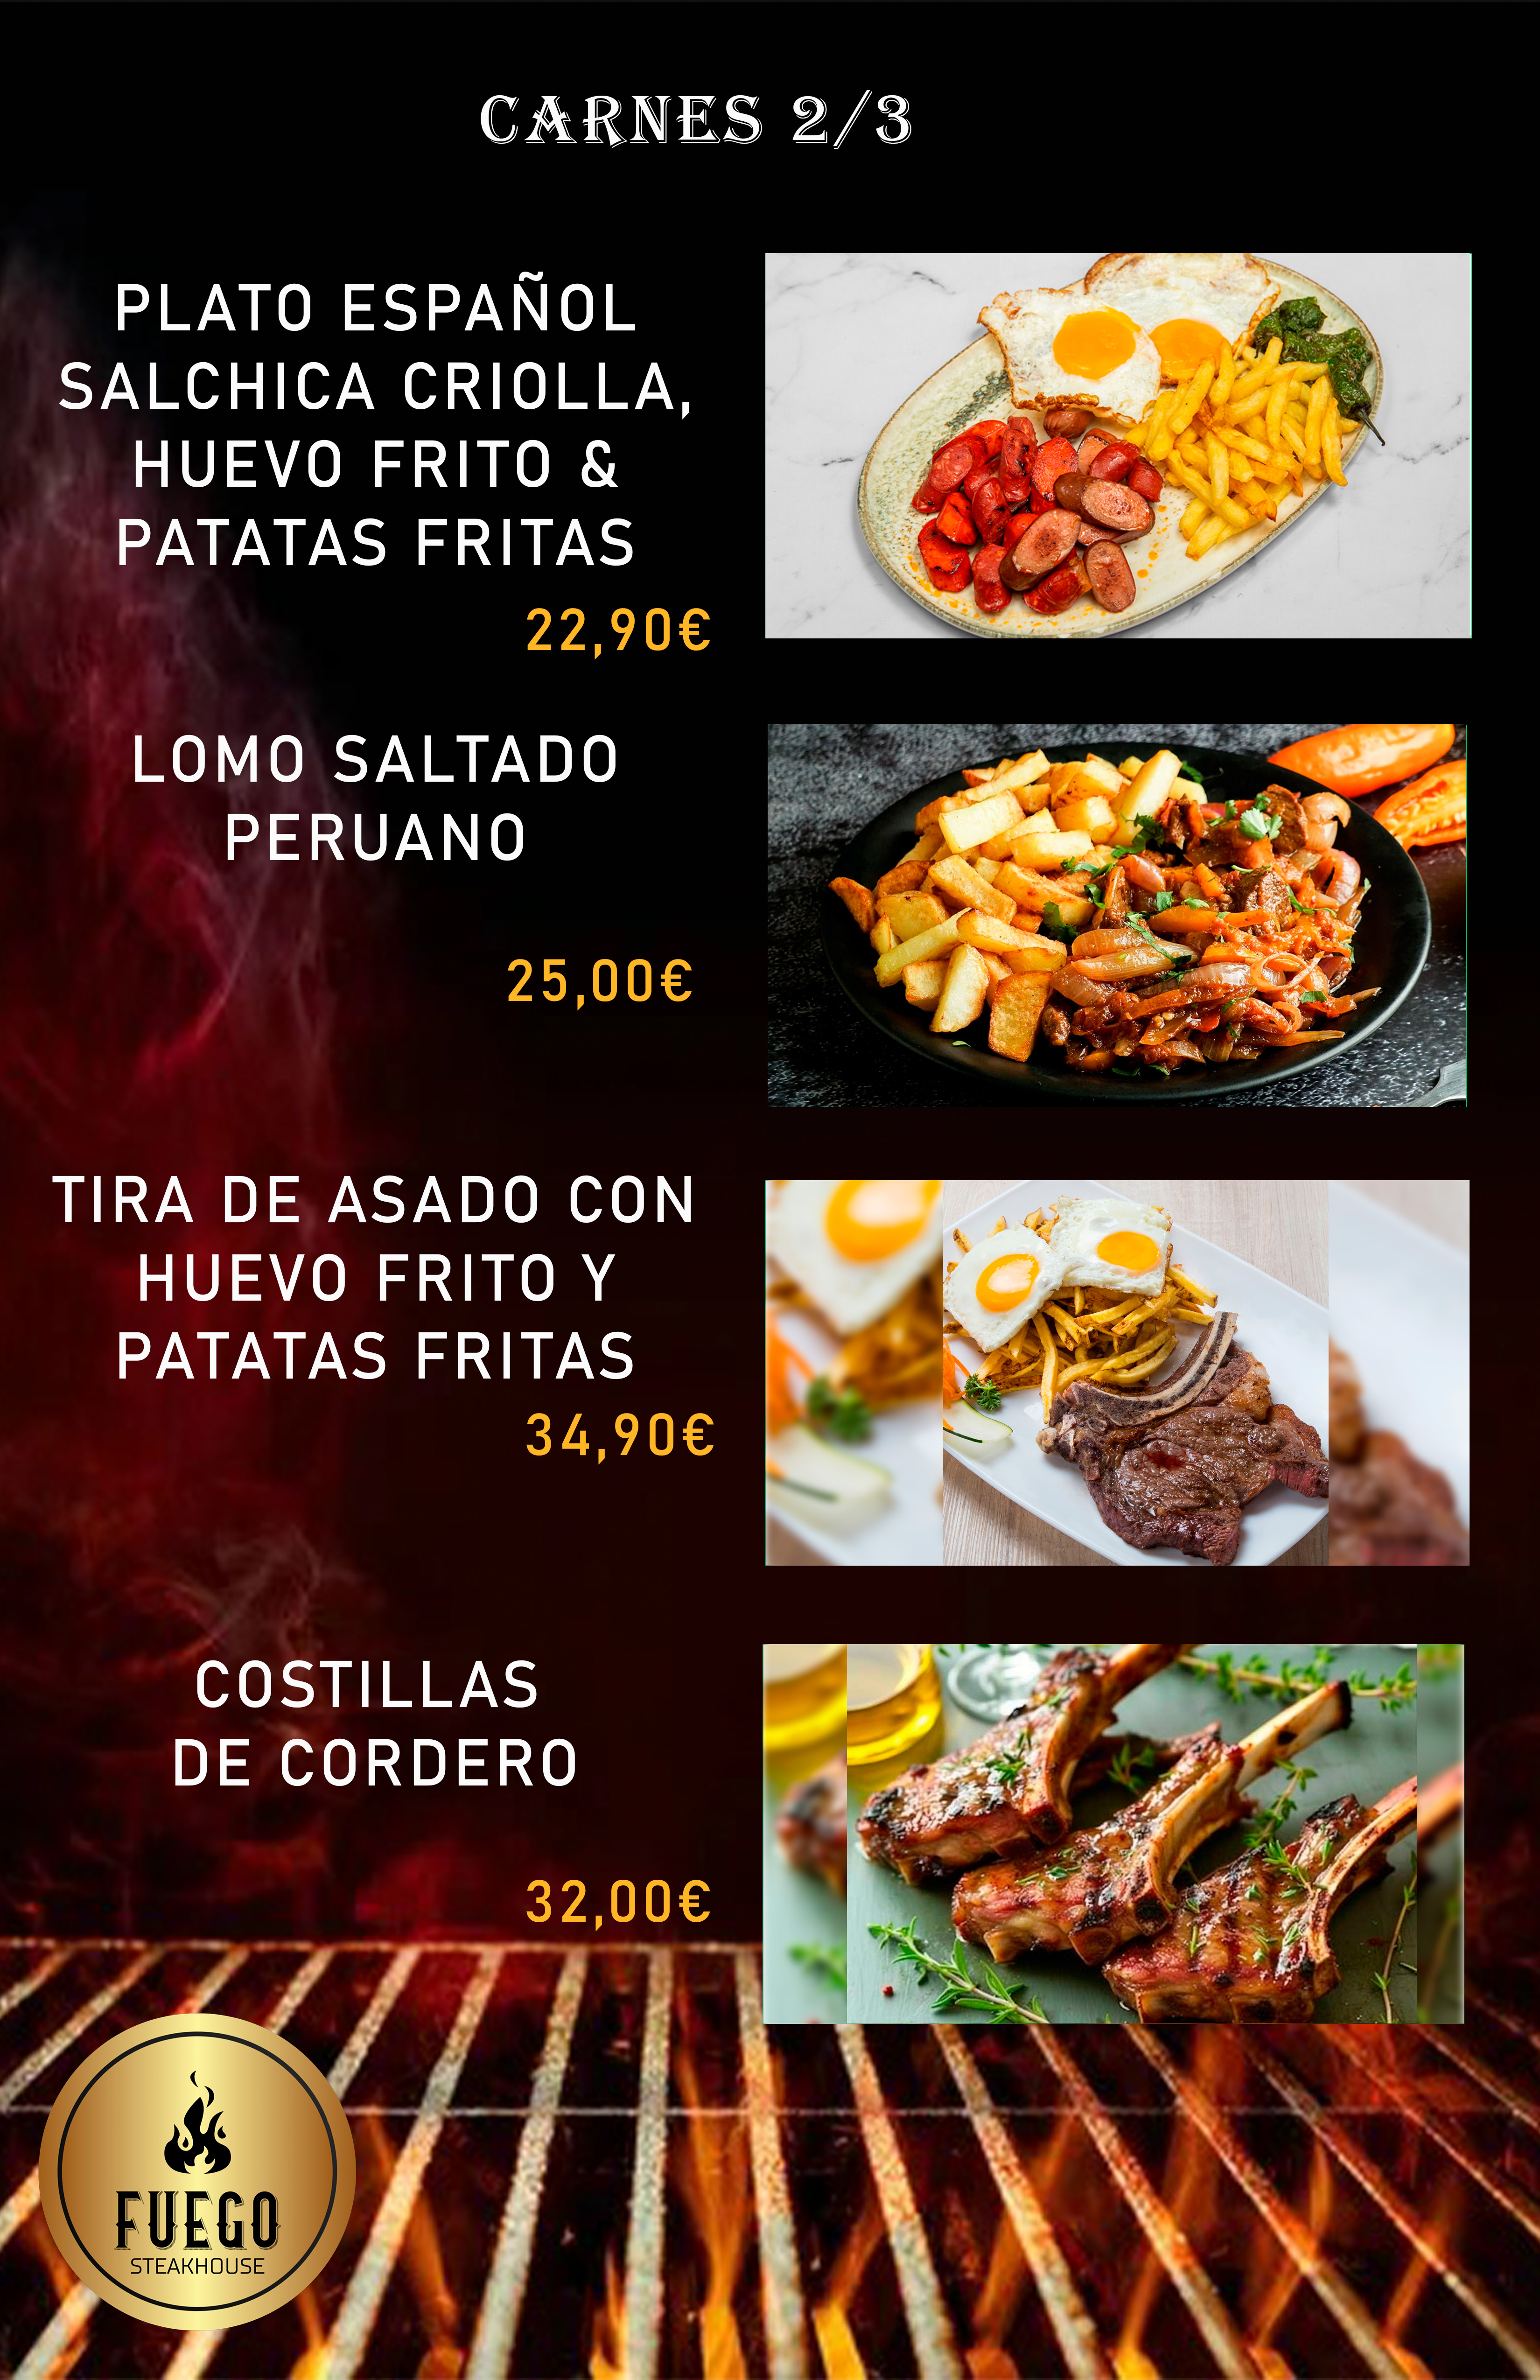 CARNES 2/3
PLATO ESPAÑOL
SALCHICA CRIOLLA,
HUEVO FRITO &
PATATAS FRITAS
22,90€
LOMO SALTADO
PERUANO
25,00€
TIRA DE ASADO CON
HUEVO FRITO Y
PATATAS FRITAS
34,90€
COSTILLAS
DE CORDERO
32,00€
FUEGO
STEAKHOUSE